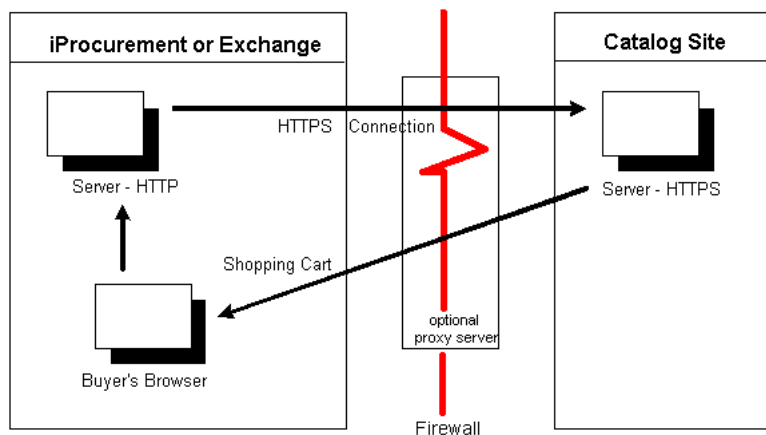 iProcurement or Exchange
Catalog Site
HTTPS Connection
Server - HTTP
Server - HTTPS
Shopping Cart
optional
proxy server
Buyer's Browser
Firewall